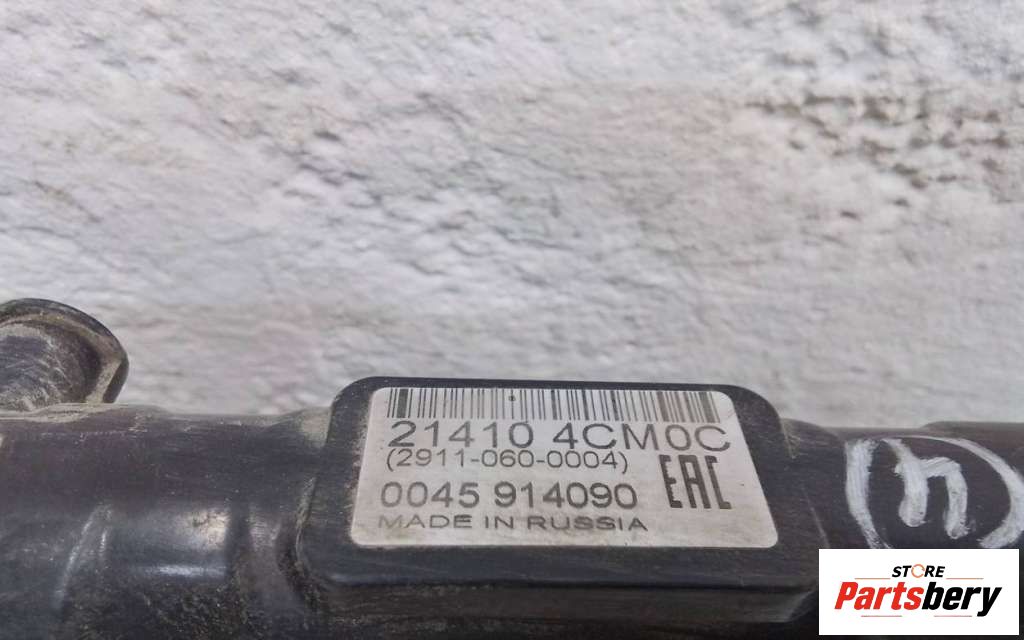 21410 4CM0C
(2911-060-0004)
0045 914090
EAC
MADE IN RUSSIA
STORE
Partsbery